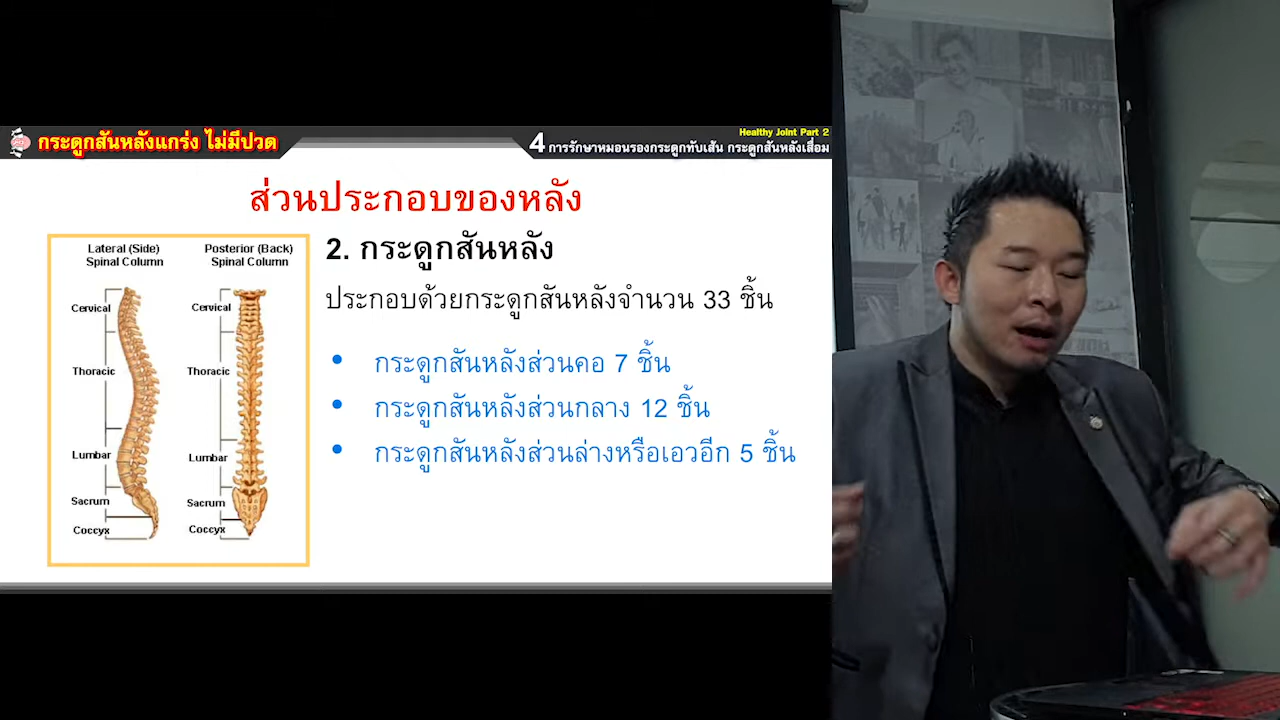 กระดูกสันหลังแกร่ง ไม่มีปวด
Healthy Joint Part 2
4 การรักษาหมอนรองกระดูกทับเส้น กระดูกสันหลังเสื่อม
ส่วนประกอบของหลัง
Lateral (Side)
Spinal Column
Posterior (Back)
Spinal Column
Cervical
Thoracic
Lumbar
Sacrum
Coccyx
Cervical
Thoracic
Lumbar
Sacrum
Coccyx
2. กระดูกสันหลัง
ประกอบด้วยกระดูกสันหลังจำนวน 33 ชิ้น
• กระดูกสันหลังส่วนคอ 7 ชิ้น
• กระดูกสันหลังส่วนกลาง 12 ชิ้น
• กระดูกสันหลังส่วนล่างหรือเอวอีก 5 ชิ้น